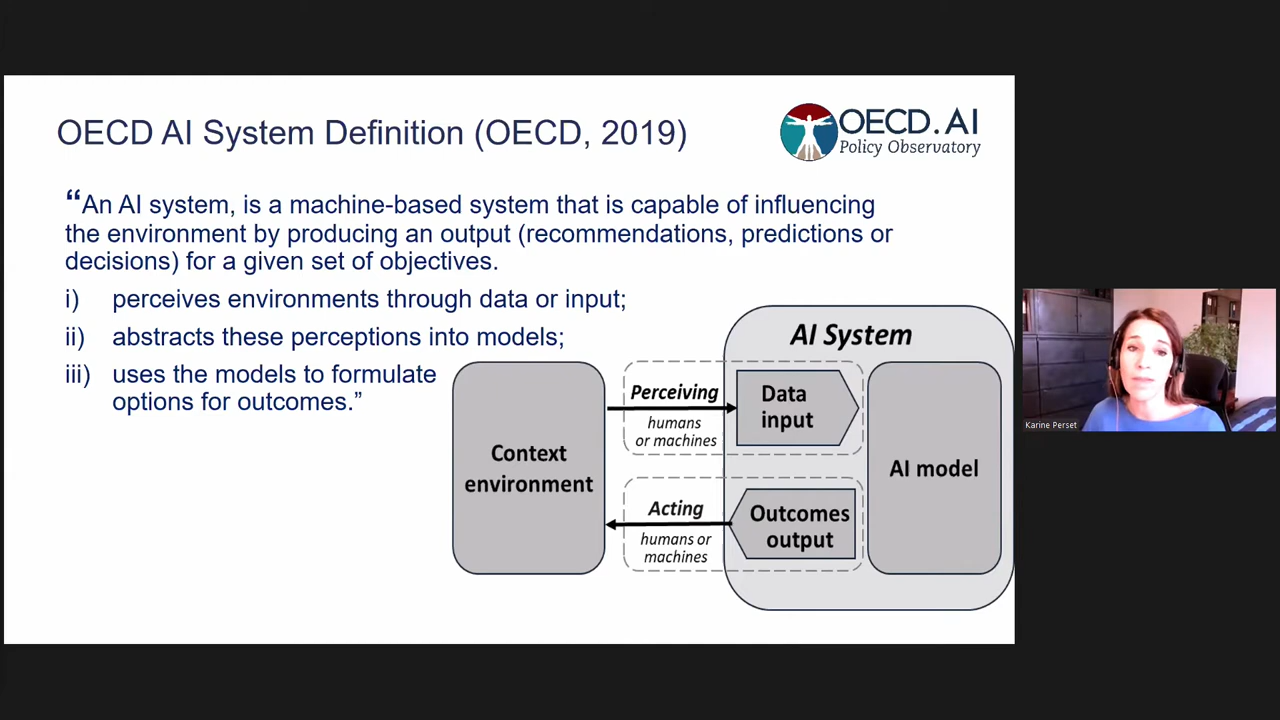 OECD AI System Definition (OECD, 2019)
OECD.AI
Policy Observatory
“An AI system, is a machine-based system that is capable of influencing
the environment by producing an output (recommendations, predictions or
decisions) for a given set of objectives.
i) perceives environments through data or input;
ii) abstracts these perceptions into models;
iii) uses the models to formulate
options for outcomes.”
AI System
Context
environment
Perceiving
humans
or machines
Data
input
AI model
Acting
humans or
machines
Outcomes
output
Karine Perset